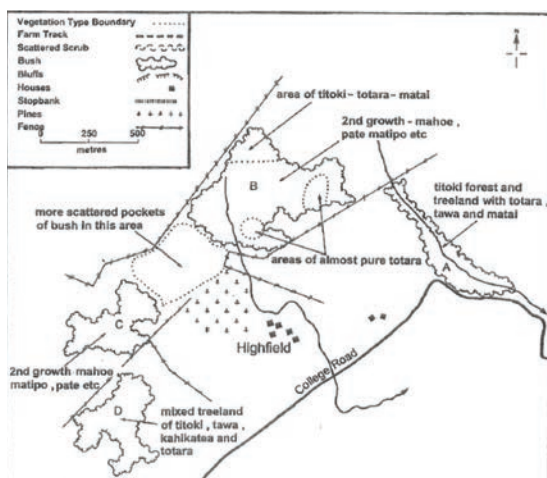 Vegetation Type Boundary
Farm Track
Scattered Scrub
Bush
Bluffs
Houses
Stopbank
Pines
Fence
0 250 500
metres
N
area of titoki - totara - matai
2nd growth - mahoe,
pate matipo etc
B
titoki forest and
treeland with totara,
tawa and matai
more scattered pockets
of bush in this area
areas of almost pure totara
A
C
Highfield
College Road
2nd growth - mahoe
matipo, pate etc
D
mixed treeland
of titoki, tawa,
kahikatea and
totara